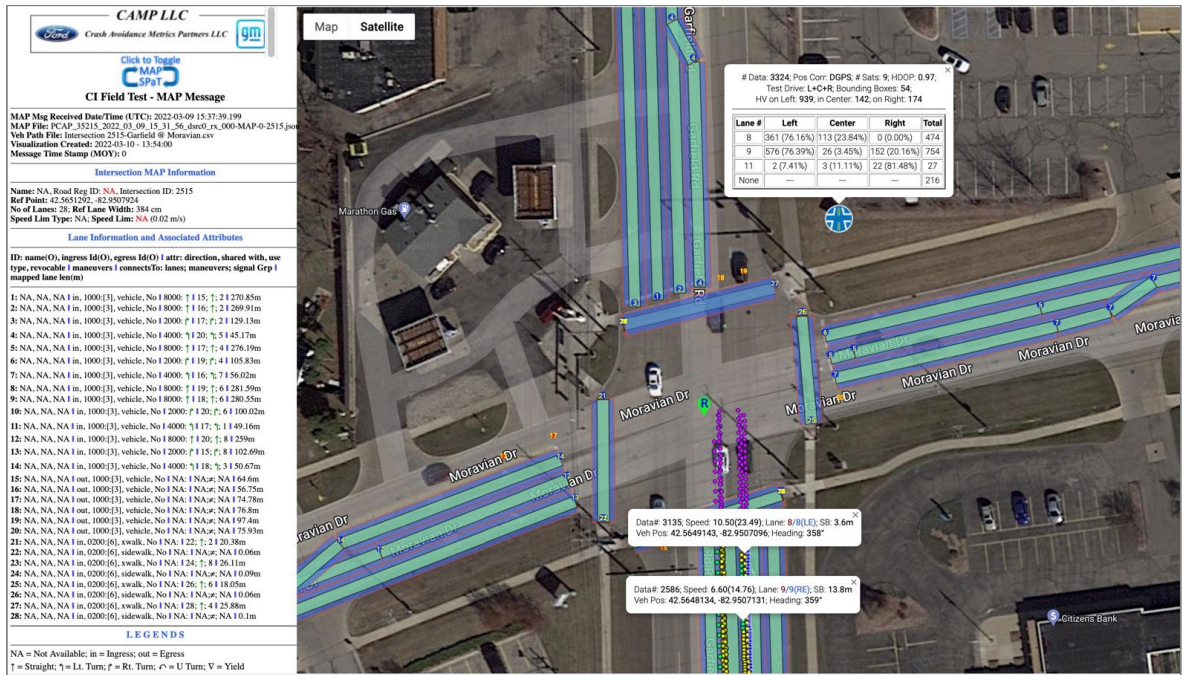 CAMP LLC
Ford
Crash Avoidance Metrics Partners LLC
gm
Click to Toggle
MAP
SPaT
CI Field Test - MAP Message
MAP Msg Received Date/Time (UTC): 2022-03-09 15:37:39.199
MAP File: PCAP_35215_2022_03_09_15_31_56_dsrc0_rx_000-MAP-0-2515.json
Veh Path File: Intersection 2515-Garfield @ Moravian.csv
Visualization Created: 2022-03-10 - 13:54:00
Message Time Stamp (MOY): 0
Intersection MAP Information
Name: NA, Road Reg ID: NA, Intersection ID: 2515
Ref Point: 42.5651292, -82.9507924
No of Lanes: 28; Ref Lane Width: 384 cm
Speed Lim Type: NA; Speed Lim: NA (0.02 m/s)
Lane Information and Associated Attributes
ID: name(O), ingress Id(O), egress Id(O) | attr: direction, shared with, use
type, revocable | maneuvers | connectsTo: lanes; maneuvers; signal Grp |
mapped lane len(m)
1: NA, NA, NA | in, 1000:[3], vehicle, No | 8000: ↑ | 15; ↑; 2 | 270.85m
2: NA, NA, NA | in, 1000:[3], vehicle, No | 8000: ↑ | 16; ↑; 2 | 269.91m
3: NA, NA, NA | in, 1000:[3], vehicle, No | 2000: ↱ | 17; ↱; 2 | 129.13m
4: NA, NA, NA | in, 1000:[3], vehicle, No | 4000: ↰ | 20; ↰; 5 | 45.17m
5: NA, NA, NA | in, 1000:[3], vehicle, No | 8000: ↑ | 17; ↑; 4 | 276.19m
6: NA, NA, NA | in, 1000:[3], vehicle, No | 2000: ↱ | 19; ↱; 4 | 105.83m
7: NA, NA, NA | in, 1000:[3], vehicle, No | 4000: ↰ | 16; ↰; 7 | 56.02m
8: NA, NA, NA | in, 1000:[3], vehicle, No | 8000: ↑ | 19; ↑; 6 | 281.59m
9: NA, NA, NA | in, 1000:[3], vehicle, No | 8000: ↑ | 18; ↑; 6 | 280.55m
10: NA, NA, NA | in, 1000:[3], vehicle, No | 2000: ↱ | 20; ↱; 6 | 100.02m
11: NA, NA, NA | in, 1000:[3], vehicle, No | 4000: ↰ | 17; ↰; 1 | 49.16m
12: NA, NA, NA | in, 1000:[3], vehicle, No | 8000: ↑ | 20; ↑; 8 | 259m
13: NA, NA, NA | in, 1000:[3], vehicle, No | 2000: ↱ | 15; ↱; 8 | 102.69m
14: NA, NA, NA | in, 1000:[3], vehicle, No | 4000: ↰ | 18; ↰; 3 | 50.67m
15: NA, NA, NA | out, 1000:[3], vehicle, No | NA: | NA;≠; NA | 64.6m
16: NA, NA, NA | out, 1000:[3], vehicle, No | NA: | NA;≠; NA | 56.75m
17: NA, NA, NA | out, 1000:[3], vehicle, No | NA: | NA;≠; NA | 74.78m
18: NA, NA, NA | out, 1000:[3], vehicle, No | NA: | NA;≠; NA | 76.8m
19: NA, NA, NA | out, 1000:[3], vehicle, No | NA: | NA;≠; NA | 97.4m
20: NA, NA, NA | out, 1000:[3], vehicle, No | NA: | NA;≠; NA | 75.93m
21: NA, NA, NA | in, 0200:[6], xwalk, No | NA: | 22; ↑; 2 | 20.38m
22: NA, NA, NA | in, 0200:[6], sidewalk, No | NA: | NA;≠; NA | 0.06m
23: NA, NA, NA | in, 0200:[6], xwalk, No | NA: | 24; ↑; 8 | 26.11m
24: NA, NA, NA | in, 0200:[6], sidewalk, No | NA: | NA;≠; NA | 0.09m
25: NA, NA, NA | in, 0200:[6], xwalk, No | NA: | 26; ↑; 6 | 18.05m
26: NA, NA, NA | in, 0200:[6], sidewalk, No | NA: | NA;≠; NA | 0.06m
27: NA, NA, NA | in, 0200:[6], xwalk, No | NA: | 28; ↑; 4 | 25.88m
28: NA, NA, NA | in, 0200:[6], sidewalk, No | NA: | NA;≠; NA | 0.1m
L E G E N D S
NA = Not Available; in = Ingress; out = Egress
↑ = Straight; ↰ = Lt. Turn; ↱ = Rt. Turn; ↶ = U Turn; ∇ = Yield
Map Satellite
# Data: 3324; Pos Corr: DGPS; # Sats: 9; HDOP: 0.97;
Test Drive: L+C+R; Bounding Boxes: 54;
HV on Left: 939; in Center: 142; on Right: 174
Lane # Left Center Right Total
8 361 (76.16%) 113 (23.84%) 0 (0.00%) 474
9 576 (76.39%) 26 (3.45%) 152 (20.16%) 754
11 2 (7.41%) 3 (11.11%) 22 (81.48%) 27
None --- --- --- 216
Garfield Rd
Marathon Gas
18 19 27
3 1 2 4
26
Moravian Dr
Moravian Dr
Moravian Dr
Moravian Dr
21
R
17
Moravian Dr
Data#: 3135; Speed: 10.50(23.49); Lane: 8/8(LE); SB: 3.6m
Veh Pos: 42.5649143, -82.9507096; Heading: 358°
Data#: 2586; Speed: 6.60(14.76); Lane: 9/9(RE); SB: 13.8m
Veh Pos: 42.5648134, -82.9507131; Heading: 359°
Citizens Bank